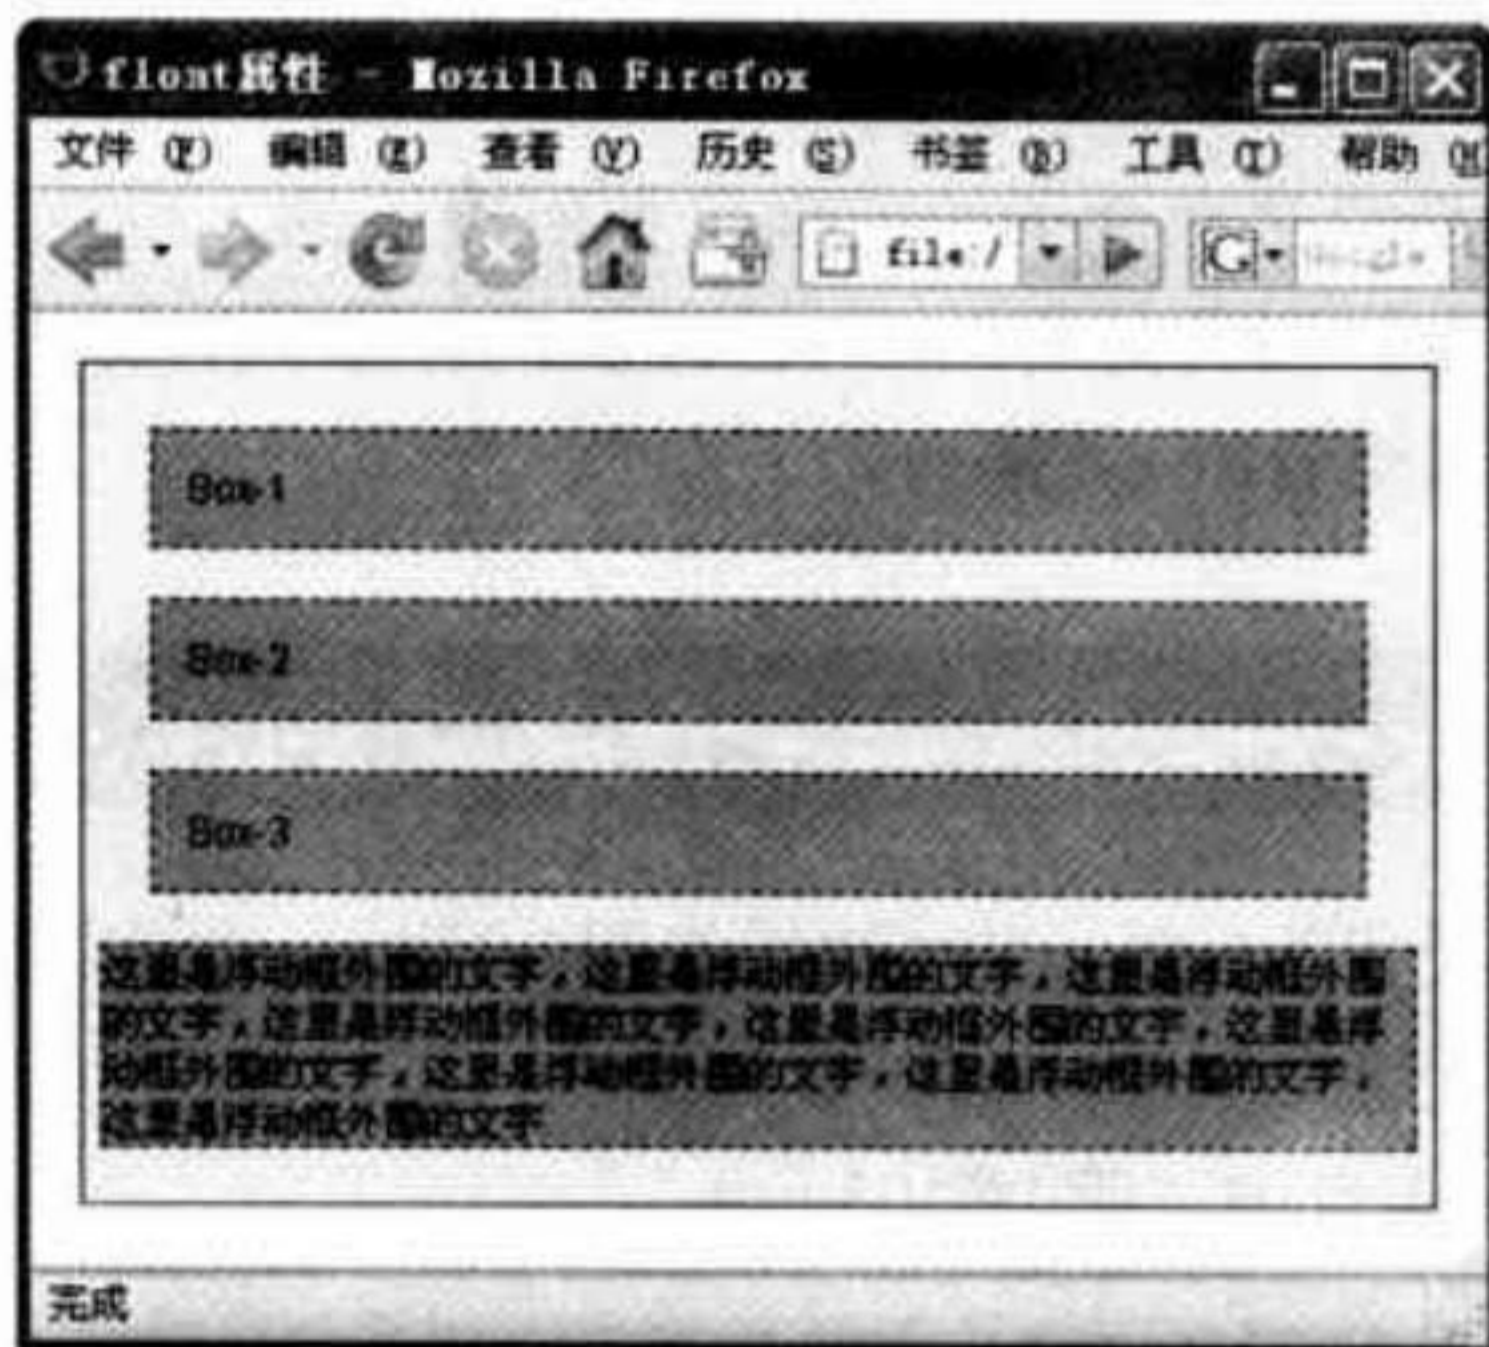 float属性 - Mozilla Firefox
文件 (F) 编辑 (E) 查看 (V) 历史 (S) 书签 (B) 工具 (T) 帮助 (H
file:/ G Google
Box-1
Box-2
Box-3
这里是浮动框外围的文字，这里是浮动框外围的文字，这里是浮动框外围
的文字，这里是浮动框外围的文字，这里是浮动框外围的文字，这里是浮
动框外围的文字，这里是浮动框外围的文字，这里是浮动框外围的文字，
这里是浮动框外围的文字
完成